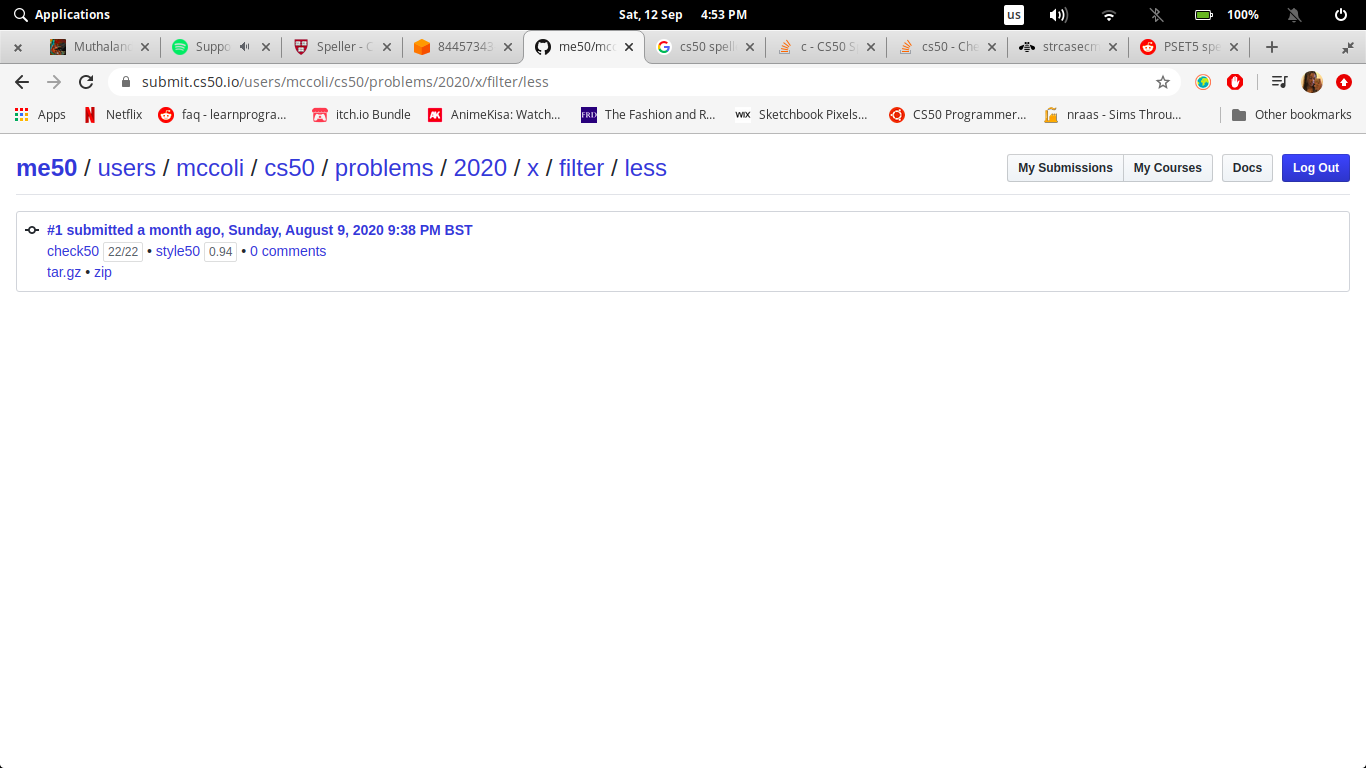 Applications Sat, 12 Sep 4:53 PM us 100%
Muthalan Suppo Speller - C 84457343 me50/mcc cs50 spell c - CS50 S cs50 - Che strcasecm PSET5 spe
submit.cs50.io/users/mccoli/cs50/problems/2020/x/filter/less
Apps Netflix faq - learnprogra... itch.io Bundle AnimeKisa: Watch... FRI The Fashion and R... WIX Sketchbook Pixels... CS50 Programmer... nraas - Sims Throu... Other bookmarks
me50 / users / mccoli / cs50 / problems / 2020 / x / filter / less My Submissions My Courses Docs Log Out
#1 submitted a month ago, Sunday, August 9, 2020 9:38 PM BST
check50 22/22 • style50 0.94 • 0 comments
tar.gz • zip